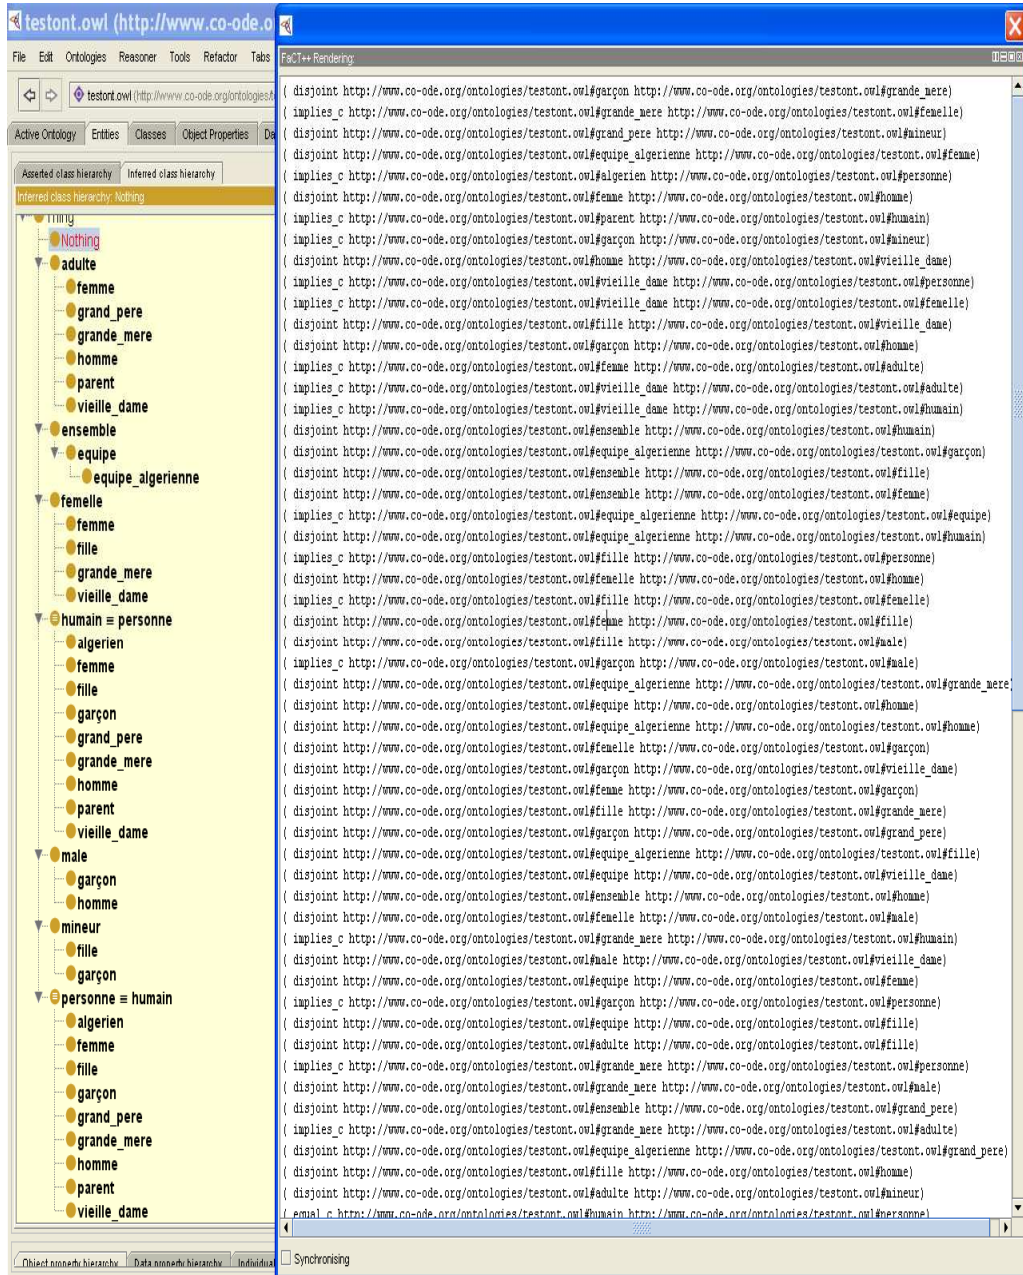 testont.owl (http://www.co-ode.o
File Edit Ontologies Reasoner Tools Refactor Tabs
testont.owl (http://www.co-ode.org/ontologies/t
Active Ontology Entities Classes Object Properties Da
Asserted class hierarchy Inferred class hierarchy
Inferred class hierarchy: Nothing
Thing
Nothing
adulte
femme
grand_pere
grande_mere
homme
parent
vieille_dame
ensemble
equipe
equipe_algerienne
femelle
femme
fille
grande_mere
vieille_dame
humain ≡ personne
algerien
femme
fille
garçon
grand_pere
grande_mere
homme
parent
vieille_dame
male
garçon
homme
mineur
fille
garçon
personne ≡ humain
algerien
femme
fille
garçon
grand_pere
grande_mere
homme
parent
vieille_dame
Object property hierarchy Data property hierarchy Individual
FaCT++ Rendering:
( disjoint http://www.co-ode.org/ontologies/testont.owl#garçon http://www.co-ode.org/ontologies/testont.owl#grande_mere)
( implies_c http://www.co-ode.org/ontologies/testont.owl#grande_mere http://www.co-ode.org/ontologies/testont.owl#femelle)
( disjoint http://www.co-ode.org/ontologies/testont.owl#grand_pere http://www.co-ode.org/ontologies/testont.owl#mineur)
( disjoint http://www.co-ode.org/ontologies/testont.owl#equipe_algerienne http://www.co-ode.org/ontologies/testont.owl#femme)
( implies_c http://www.co-ode.org/ontologies/testont.owl#algerien http://www.co-ode.org/ontologies/testont.owl#personne)
( disjoint http://www.co-ode.org/ontologies/testont.owl#femme http://www.co-ode.org/ontologies/testont.owl#homme)
( implies_c http://www.co-ode.org/ontologies/testont.owl#parent http://www.co-ode.org/ontologies/testont.owl#humain)
( implies_c http://www.co-ode.org/ontologies/testont.owl#garçon http://www.co-ode.org/ontologies/testont.owl#mineur)
( disjoint http://www.co-ode.org/ontologies/testont.owl#homme http://www.co-ode.org/ontologies/testont.owl#vieille_dame)
( implies_c http://www.co-ode.org/ontologies/testont.owl#vieille_dame http://www.co-ode.org/ontologies/testont.owl#personne)
( implies_c http://www.co-ode.org/ontologies/testont.owl#vieille_dame http://www.co-ode.org/ontologies/testont.owl#femelle)
( disjoint http://www.co-ode.org/ontologies/testont.owl#fille http://www.co-ode.org/ontologies/testont.owl#vieille_dame)
( disjoint http://www.co-ode.org/ontologies/testont.owl#garçon http://www.co-ode.org/ontologies/testont.owl#homme)
( implies_c http://www.co-ode.org/ontologies/testont.owl#femme http://www.co-ode.org/ontologies/testont.owl#adulte)
( implies_c http://www.co-ode.org/ontologies/testont.owl#vieille_dame http://www.co-ode.org/ontologies/testont.owl#adulte)
( implies_c http://www.co-ode.org/ontologies/testont.owl#vieille_dame http://www.co-ode.org/ontologies/testont.owl#humain)
( disjoint http://www.co-ode.org/ontologies/testont.owl#ensemble http://www.co-ode.org/ontologies/testont.owl#humain)
( disjoint http://www.co-ode.org/ontologies/testont.owl#equipe_algerienne http://www.co-ode.org/ontologies/testont.owl#garçon)
( disjoint http://www.co-ode.org/ontologies/testont.owl#ensemble http://www.co-ode.org/ontologies/testont.owl#fille)
( disjoint http://www.co-ode.org/ontologies/testont.owl#ensemble http://www.co-ode.org/ontologies/testont.owl#femme)
( implies_c http://www.co-ode.org/ontologies/testont.owl#equipe_algerienne http://www.co-ode.org/ontologies/testont.owl#equipe)
( disjoint http://www.co-ode.org/ontologies/testont.owl#equipe_algerienne http://www.co-ode.org/ontologies/testont.owl#humain)
( implies_c http://www.co-ode.org/ontologies/testont.owl#fille http://www.co-ode.org/ontologies/testont.owl#personne)
( disjoint http://www.co-ode.org/ontologies/testont.owl#femelle http://www.co-ode.org/ontologies/testont.owl#homme)
( implies_c http://www.co-ode.org/ontologies/testont.owl#fille http://www.co-ode.org/ontologies/testont.owl#femelle)
( disjoint http://www.co-ode.org/ontologies/testont.owl#femme http://www.co-ode.org/ontologies/testont.owl#fille)
( disjoint http://www.co-ode.org/ontologies/testont.owl#fille http://www.co-ode.org/ontologies/testont.owl#male)
( implies_c http://www.co-ode.org/ontologies/testont.owl#garçon http://www.co-ode.org/ontologies/testont.owl#male)
( disjoint http://www.co-ode.org/ontologies/testont.owl#equipe_algerienne http://www.co-ode.org/ontologies/testont.owl#grande_mere)
( disjoint http://www.co-ode.org/ontologies/testont.owl#equipe http://www.co-ode.org/ontologies/testont.owl#homme)
( disjoint http://www.co-ode.org/ontologies/testont.owl#equipe_algerienne http://www.co-ode.org/ontologies/testont.owl#homme)
( disjoint http://www.co-ode.org/ontologies/testont.owl#femelle http://www.co-ode.org/ontologies/testont.owl#garçon)
( disjoint http://www.co-ode.org/ontologies/testont.owl#garçon http://www.co-ode.org/ontologies/testont.owl#vieille_dame)
( disjoint http://www.co-ode.org/ontologies/testont.owl#femme http://www.co-ode.org/ontologies/testont.owl#garçon)
( disjoint http://www.co-ode.org/ontologies/testont.owl#fille http://www.co-ode.org/ontologies/testont.owl#grande_mere)
( disjoint http://www.co-ode.org/ontologies/testont.owl#garçon http://www.co-ode.org/ontologies/testont.owl#grand_pere)
( disjoint http://www.co-ode.org/ontologies/testont.owl#equipe_algerienne http://www.co-ode.org/ontologies/testont.owl#fille)
( disjoint http://www.co-ode.org/ontologies/testont.owl#equipe http://www.co-ode.org/ontologies/testont.owl#vieille_dame)
( disjoint http://www.co-ode.org/ontologies/testont.owl#ensemble http://www.co-ode.org/ontologies/testont.owl#homme)
( disjoint http://www.co-ode.org/ontologies/testont.owl#femelle http://www.co-ode.org/ontologies/testont.owl#male)
( implies_c http://www.co-ode.org/ontologies/testont.owl#grande_mere http://www.co-ode.org/ontologies/testont.owl#humain)
( disjoint http://www.co-ode.org/ontologies/testont.owl#male http://www.co-ode.org/ontologies/testont.owl#vieille_dame)
( disjoint http://www.co-ode.org/ontologies/testont.owl#equipe http://www.co-ode.org/ontologies/testont.owl#femme)
( implies_c http://www.co-ode.org/ontologies/testont.owl#garçon http://www.co-ode.org/ontologies/testont.owl#personne)
( disjoint http://www.co-ode.org/ontologies/testont.owl#equipe http://www.co-ode.org/ontologies/testont.owl#fille)
( disjoint http://www.co-ode.org/ontologies/testont.owl#adulte http://www.co-ode.org/ontologies/testont.owl#fille)
( implies_c http://www.co-ode.org/ontologies/testont.owl#grande_mere http://www.co-ode.org/ontologies/testont.owl#personne)
( disjoint http://www.co-ode.org/ontologies/testont.owl#grande_mere http://www.co-ode.org/ontologies/testont.owl#male)
( disjoint http://www.co-ode.org/ontologies/testont.owl#ensemble http://www.co-ode.org/ontologies/testont.owl#grand_pere)
( implies_c http://www.co-ode.org/ontologies/testont.owl#grande_mere http://www.co-ode.org/ontologies/testont.owl#adulte)
( disjoint http://www.co-ode.org/ontologies/testont.owl#equipe_algerienne http://www.co-ode.org/ontologies/testont.owl#grand_pere)
( disjoint http://www.co-ode.org/ontologies/testont.owl#fille http://www.co-ode.org/ontologies/testont.owl#homme)
( disjoint http://www.co-ode.org/ontologies/testont.owl#adulte http://www.co-ode.org/ontologies/testont.owl#mineur)
( equal_c http://www.co-ode.org/ontologies/testont.owl#humain http://www.co-ode.org/ontologies/testont.owl#personne)
Synchronising